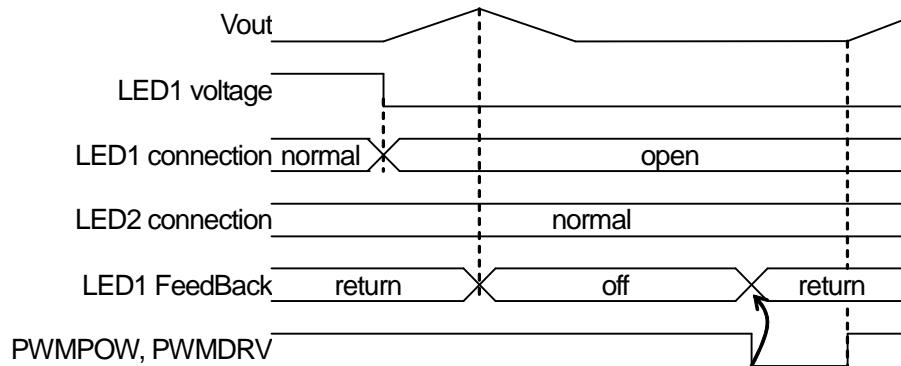 Vout
LED1 voltage
LED1 connection normal open
LED2 connection normal
LED1 FeedBack return off return
PWMPOW, PWMDRV